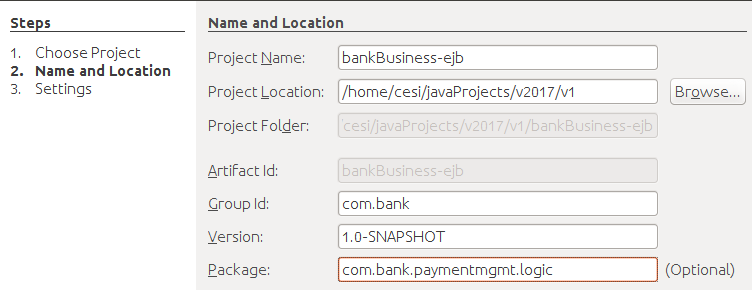 Steps
1. Choose Project
2. Name and Location
3. Settings
Name and Location
Project Name: bankBusiness-ejb
Project Location: /home/cesi/javaProjects/v2017/v1 Browse...
Project Folder: cesi/javaProjects/v2017/v1/bankBusiness-ejb
Artifact Id: bankBusiness-ejb
Group Id: com.bank
Version: 1.0-SNAPSHOT
Package: com.bank.paymentmgmt.logic (Optional)